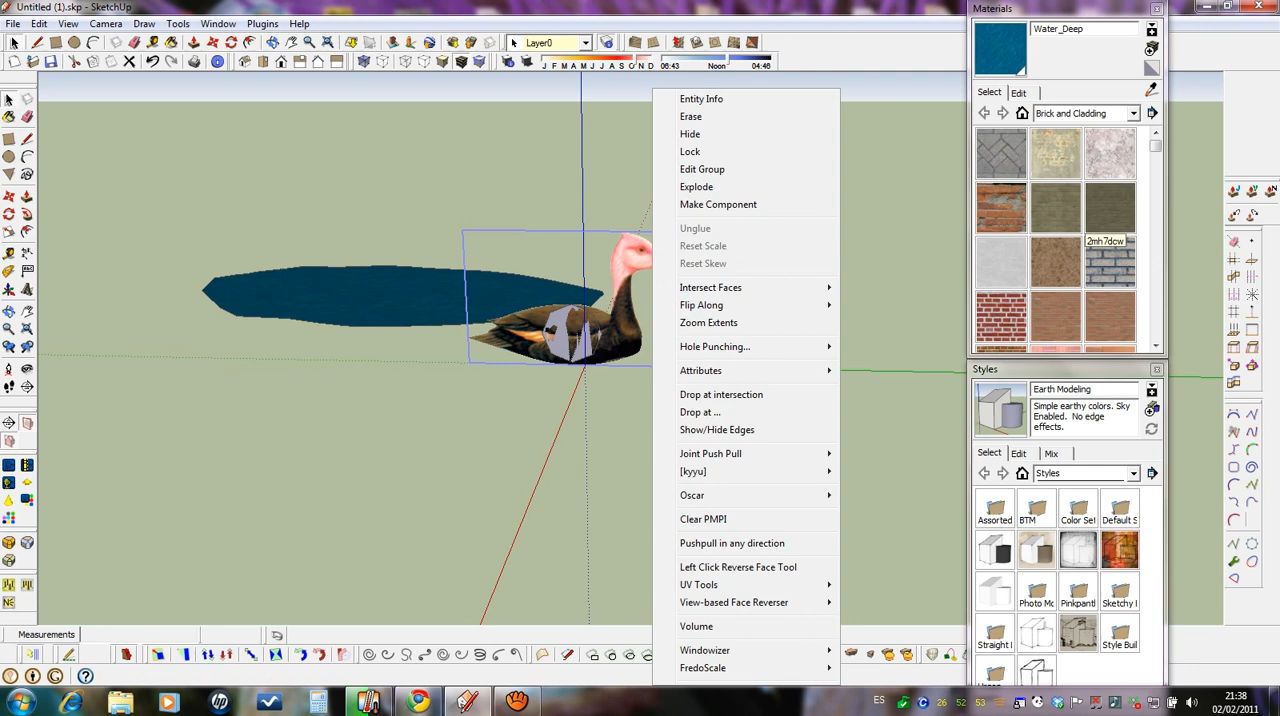 Untitled (1).skp - SketchUp
File Edit View Camera Draw Tools Window Plugins Help
Layer0
J F M A M J J A S O N D
06:43 Noon 04:46
Entity Info
Erase
Hide
Lock
Edit Group
Explode
Make Component
Unglue
Reset Scale
Reset Skew
Intersect Faces
Flip Along
Zoom Extents
Hole Punching...
Attributes
Drop at intersection
Drop at ...
Show/Hide Edges
Joint Push Pull
[kyyu]
Oscar
Clear PMPI
Pushpull in any direction
Left Click Reverse Face Tool
UV Tools
View-based Face Reverser
Volume
Windowizer
FredoScale
Materials
Water_Deep
Select Edit
Brick and Cladding
2mh7dcw
Styles
Earth Modeling
Simple earthy colors. Sky
Enabled. No edge
effects.
Select Edit Mix
Styles
Assorted BTM Color Se Default S
Photo Mo Pinkpant Sketchy
Straight Style Buil
Measurements
ES 26 52 53
21:38
02/02/2011